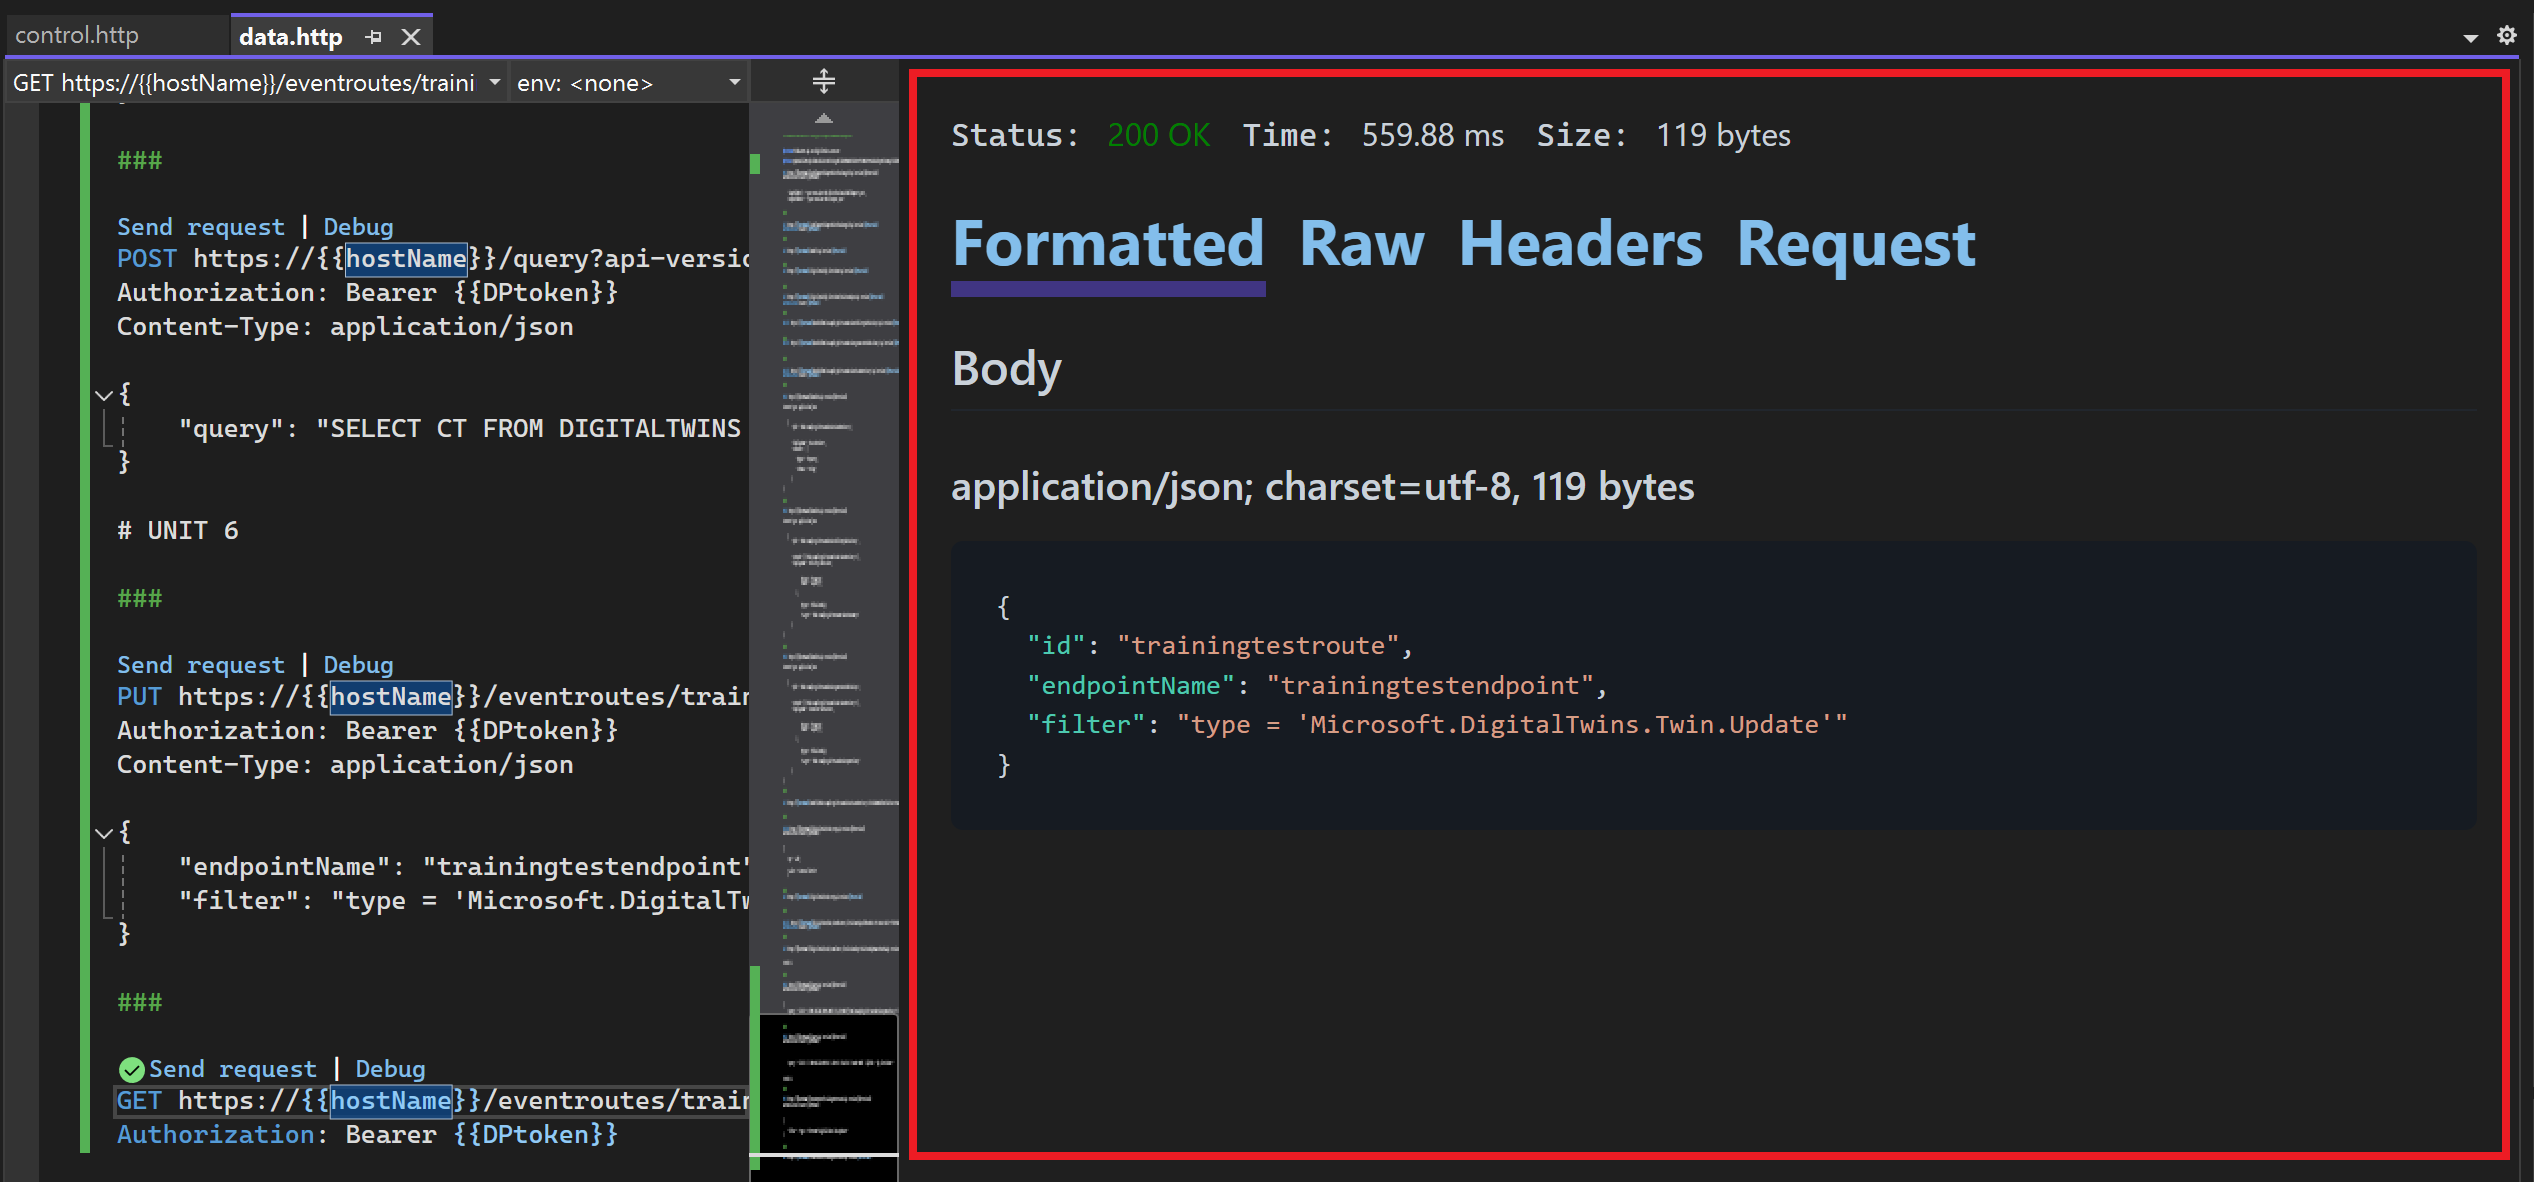 control.http
data.http
GET https://{{hostName}}/eventroutes/traini
env: <none>
###
Send request | Debug
POST https://{{hostName}}/query?api-versio
Authorization: Bearer {{DPtoken}}
Content-Type: application/json
{
"query": "SELECT CT FROM DIGITALTWINS
}
# UNIT 6
###
Send request | Debug
PUT https://{{hostName}}/eventroutes/train
Authorization: Bearer {{DPtoken}}
Content-Type: application/json
{
"endpointName": "trainingtestendpoint"
"filter": "type = 'Microsoft.DigitalTw
}
###
Send request | Debug
GET https://{{hostName}}/eventroutes/train
Authorization: Bearer {{DPtoken}}
Status: 200 OK Time: 559.88 ms Size: 119 bytes
Formatted Raw Headers Request
Body
application/json; charset=utf-8, 119 bytes
{
"id": "trainingtestroute",
"endpointName": "trainingtestendpoint",
"filter": "type = 'Microsoft.DigitalTwins.Twin.Update'"
}